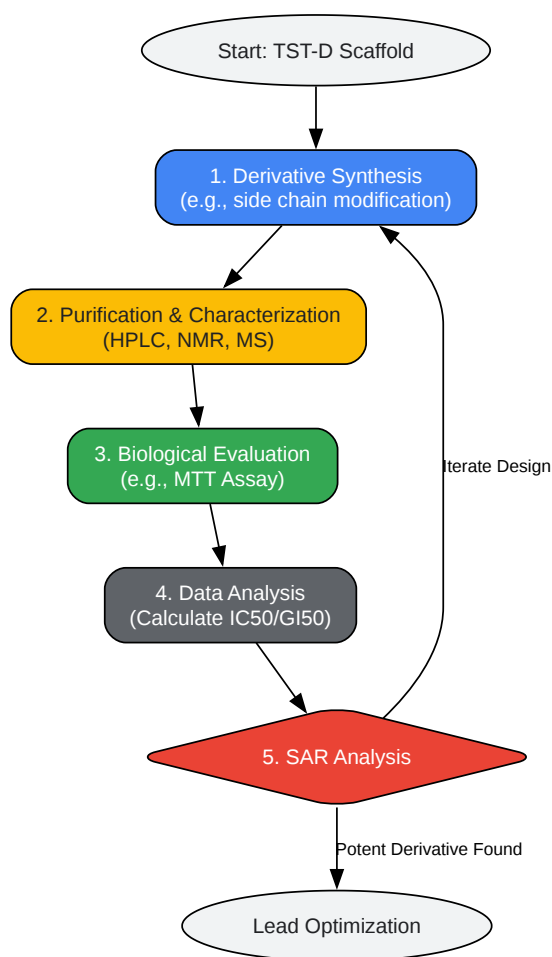 Start: TST-D Scaffold
1. Derivative Synthesis
(e.g., side chain modification)
2. Purification & Characterization
(HPLC, NMR, MS)
3. Biological Evaluation
(e.g., MTT Assay)
Iterate Design
4. Data Analysis
(Calculate IC50/GI50)
5. SAR Analysis
Potent Derivative Found
Lead Optimization